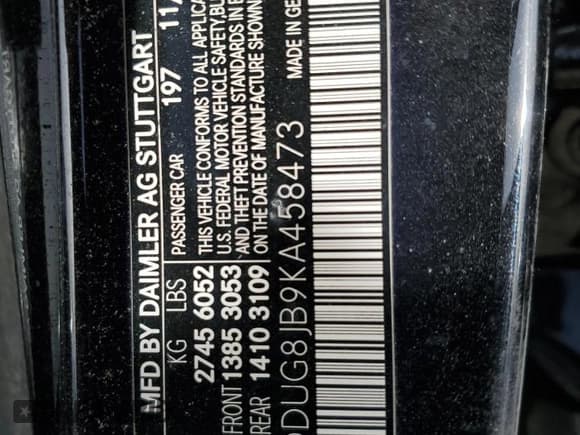 MFD BY DAIMLER AG STUTTGART
197 11/
KG LBS PASSENGER CAR
2745 6052 THIS VEHICLE CONFORMS TO ALL APPLICA
FRONT 1385 3053 U.S. FEDERAL MOTOR VEHICLE SAFETY, BU
REAR 1410 3109 AND THEFT PREVENTION STANDARDS IN E
ON THE DATE OF MANUFACTURE SHOWN
MADE IN GE
DUG8JB9KA458473